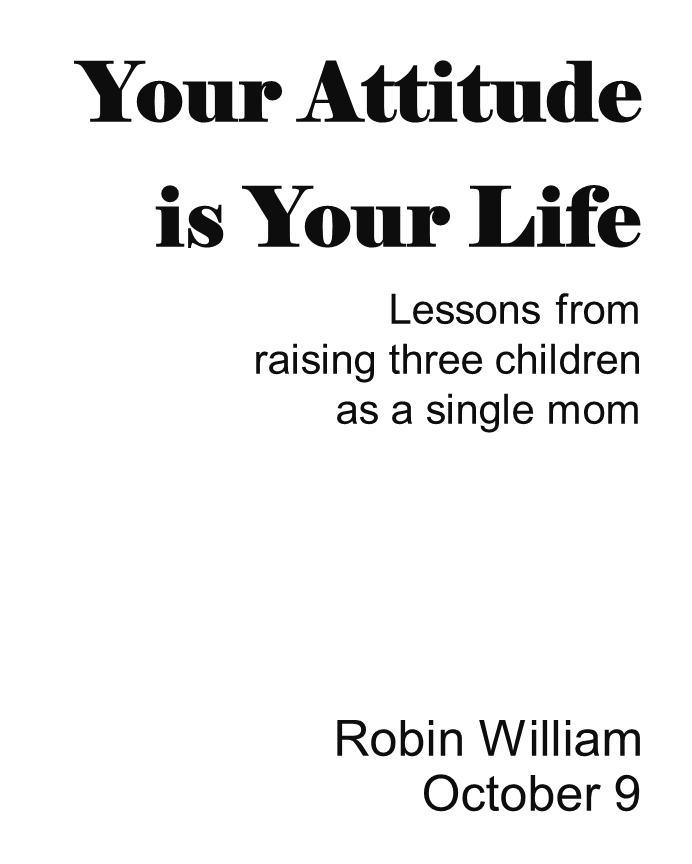 Your Attitude
is Your Life
Lessons from
raising three children
as a single mom
Robin William
October 9